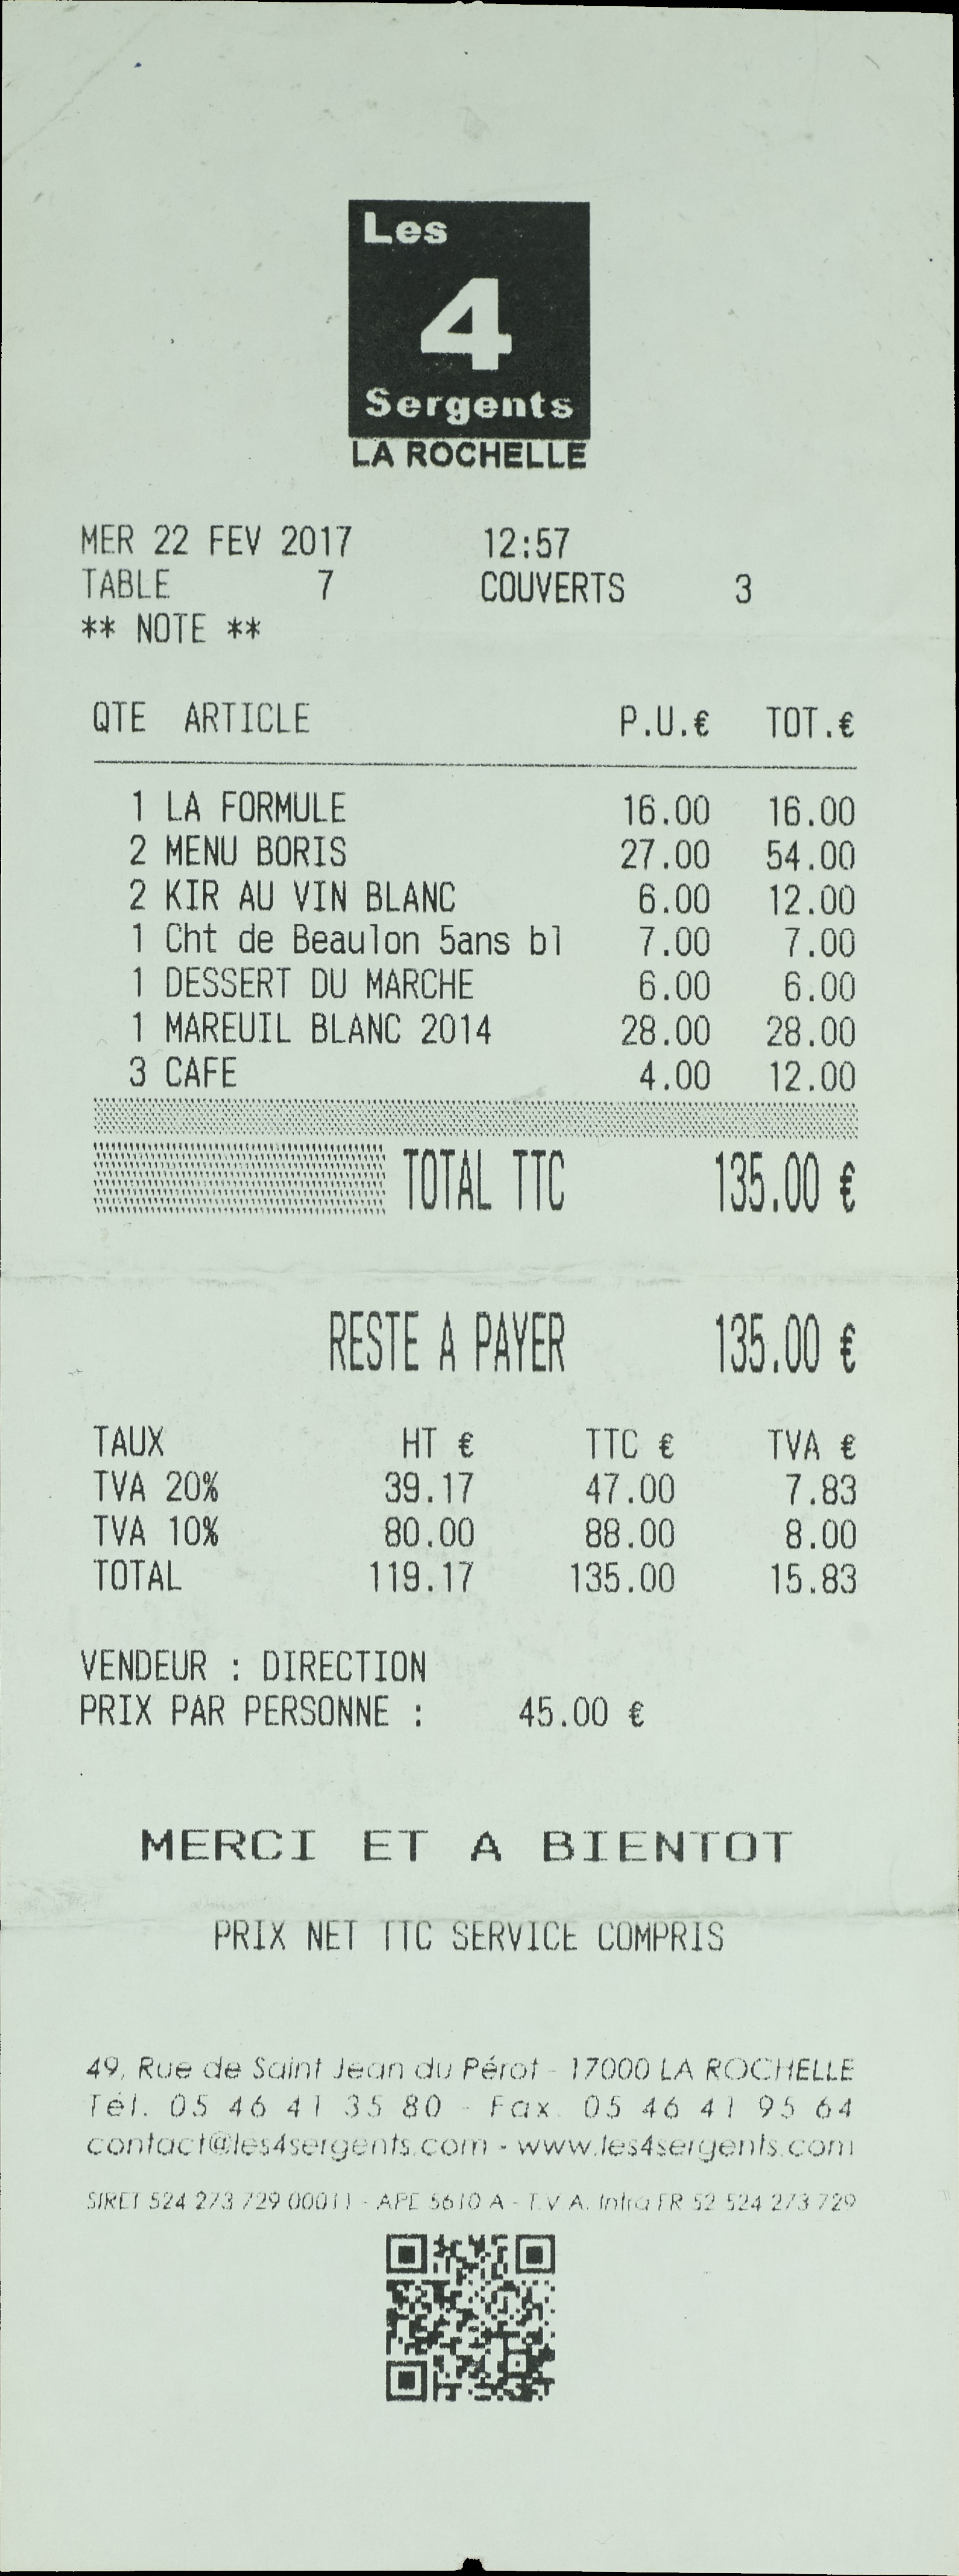 Les
4
Sergents
LA ROCHELLE
MER 22 FEV 2017 12:57
TABLE 7 COUVERTS 3
** NOTE **
QTE ARTICLE P.U.€ TOT.€
1 LA FORMULE 16.00 16.00
2 MENU BORIS 27.00 54.00
2 KIR AU VIN BLANC 6.00 12.00
1 Cht de Beaulon 5ans bl 7.00 7.00
1 DESSERT DU MARCHE 6.00 6.00
1 MAREUIL BLANC 2014 28.00 28.00
3 CAFE 4.00 12.00
TOTAL TTC 135.00 €
RESTE A PAYER 135.00 €
TAUX HT € TTC € TVA €
TVA 20% 39.17 47.00 7.83
TVA 10% 80.00 88.00 8.00
TOTAL 119.17 135.00 15.83
VENDEUR : DIRECTION
PRIX PAR PERSONNE : 45.00 €
MERCI ET A BIENTOT
PRIX NET TTC SERVICE COMPRIS
49, Rue de Saint Jean du Pérot - 17000 LA ROCHELLE
Tél. 05 46 41 35 80 - Fax. 05 46 41 95 64
contact@les4sergents.com - www.les4sergents.com
SIRET 524 273 729 00011 - APE 5610 A - T.V.A. Intra FR 52 524 273 729